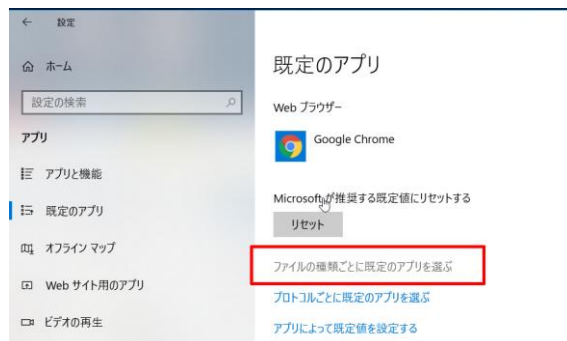 設定
ホーム
設定の検索
アプリ
アプリと機能
既定のアプリ
オフライン マップ
Web サイト用のアプリ
ビデオの再生
既定のアプリ
Web ブラウザー
Google Chrome
Microsoft が推奨する既定値にリセットする
リセット
ファイルの種類ごとに既定のアプリを選ぶ
プロトコルごとに既定のアプリを選ぶ
アプリによって既定値を設定する